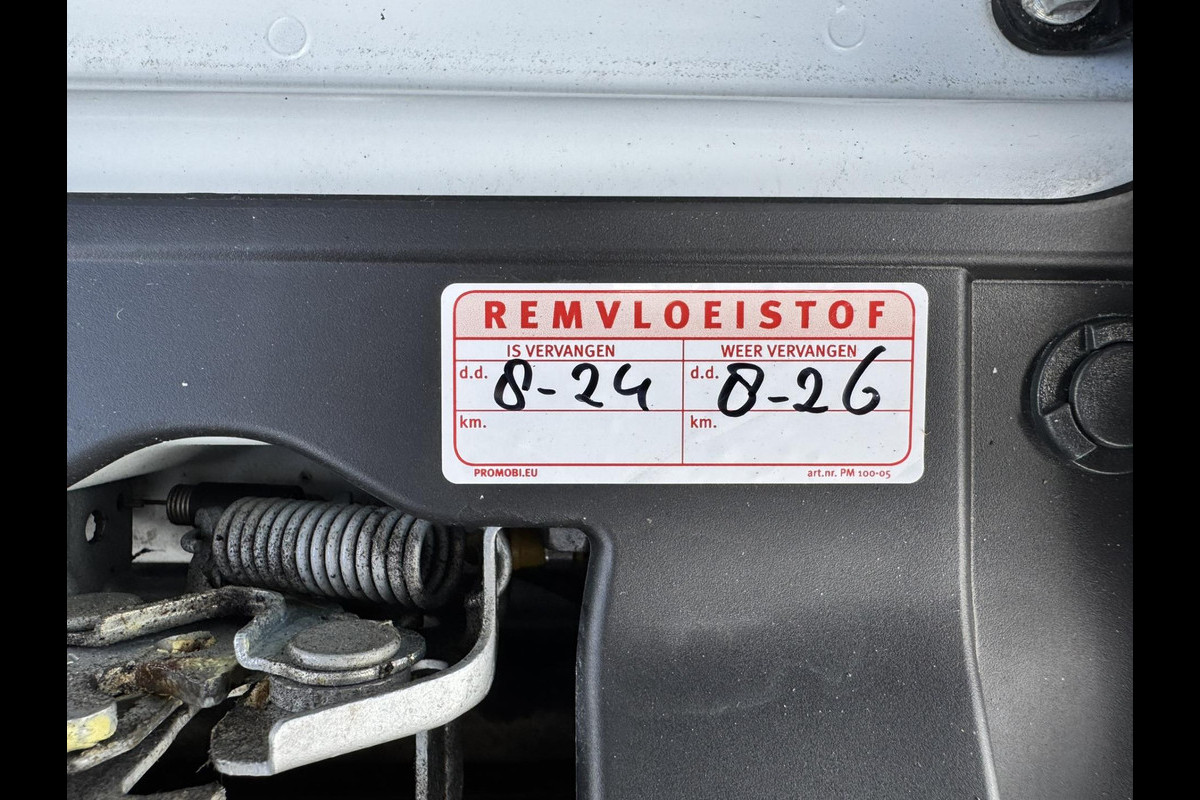 REMVLOEISTOF
IS VERVANGEN WEER VERVANGEN
d.d. 8-24 d.d. 8-26
km. km.
PROMOBI.EU art.nr. PM 100-05